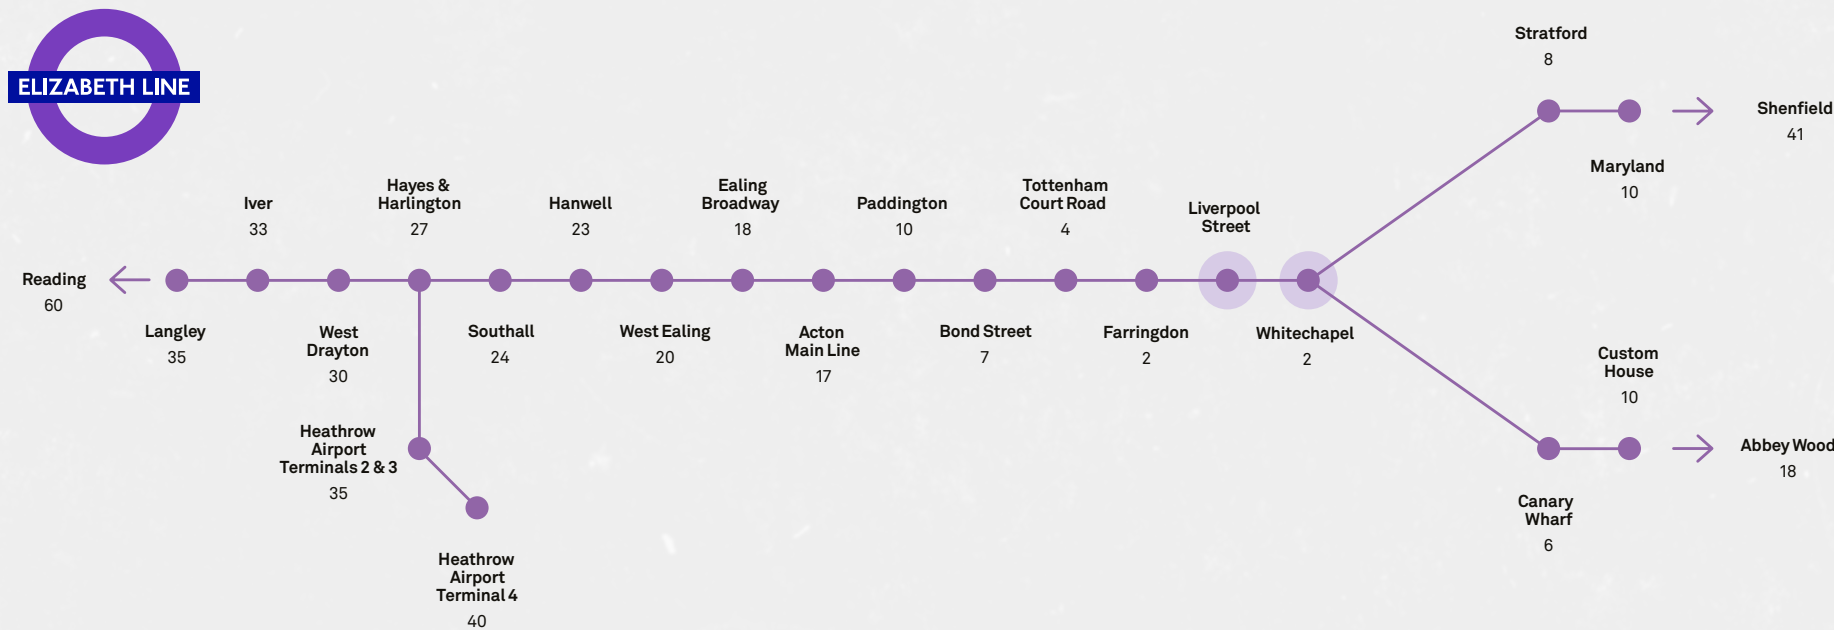 ELIZABETH LINE
Stratford
8
Shenfield
41
Maryland
10
Iver
33
Hayes &
Harlington
27
Hanwell
23
Ealing
Broadway
18
Paddington
10
Tottenham
Court Road
4
Liverpool
Street
Reading
60
Langley
35
West
Drayton
30
Southall
24
West Ealing
20
Acton
Main Line
17
Bond Street
7
Farringdon
2
Whitechapel
2
Custom
House
10
Heathrow
Airport
Terminals 2 & 3
35
Abbey Wood
18
Canary
Wharf
6
Heathrow
Airport
Terminal 4
40